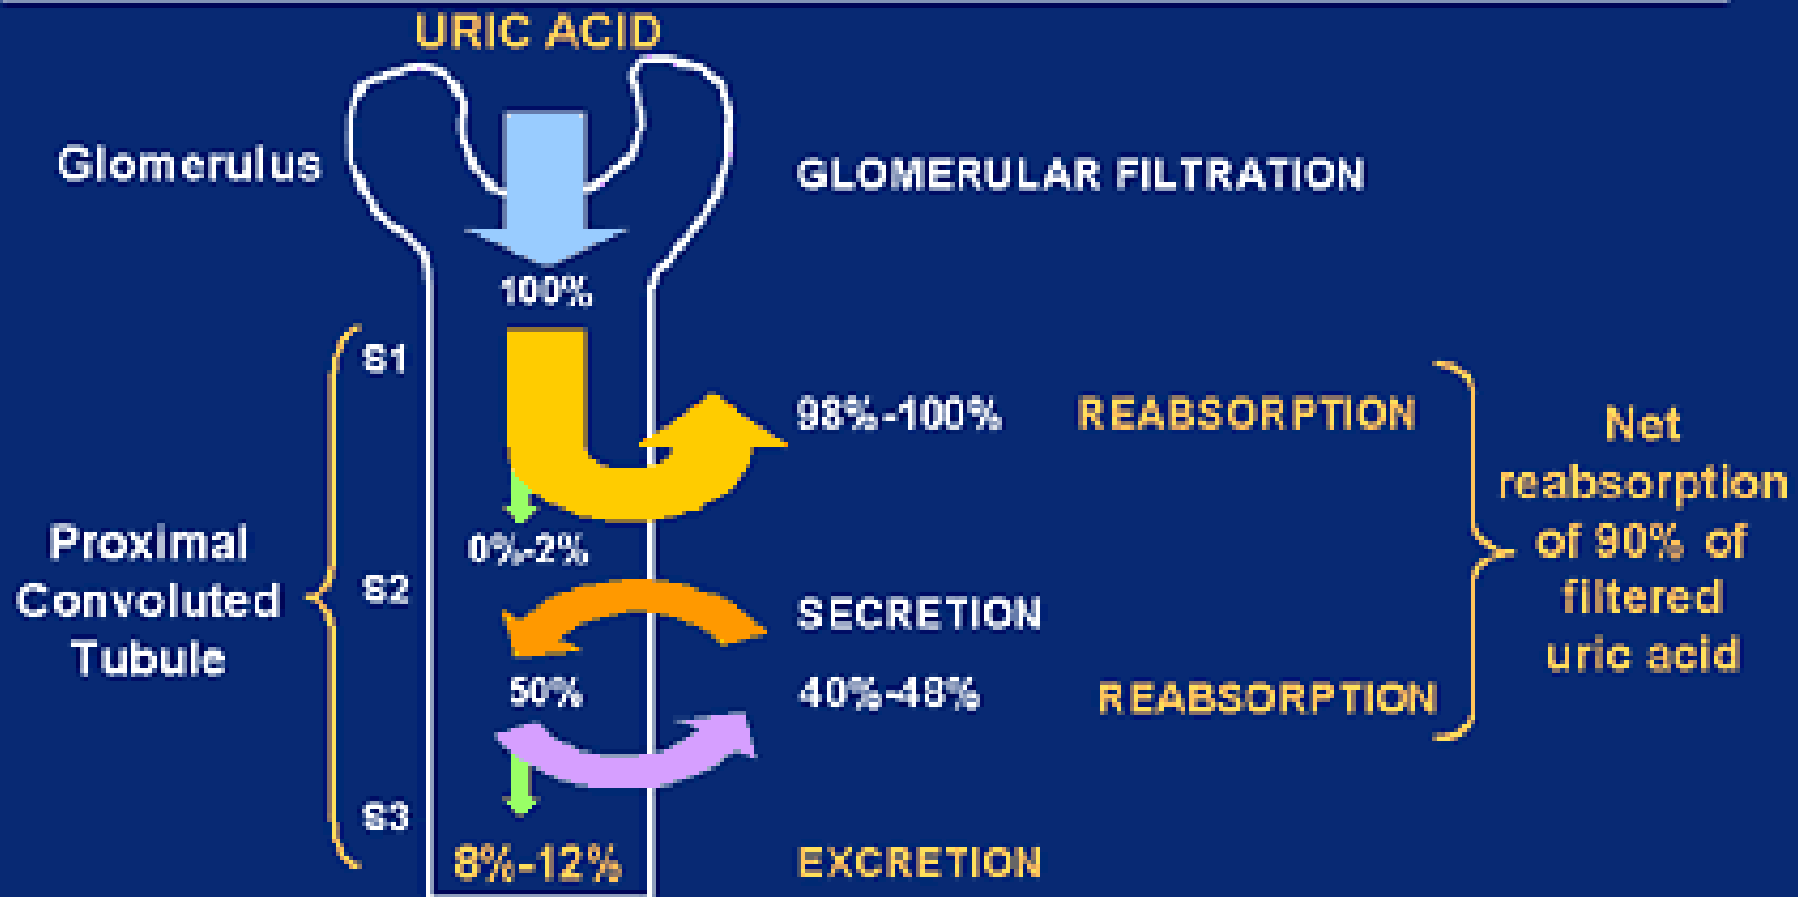 URIC ACID
Glomerulus
GLOMERULAR FILTRATION
100%
S1
98%-100%
REABSORPTION
Net
reabsorption
of 90% of
filtered
uric acid
Proximal
Convoluted
Tubule
0%-2%
S2
SECRETION
50%
40%-48%
REABSORPTION
S3
8%-12%
EXCRETION